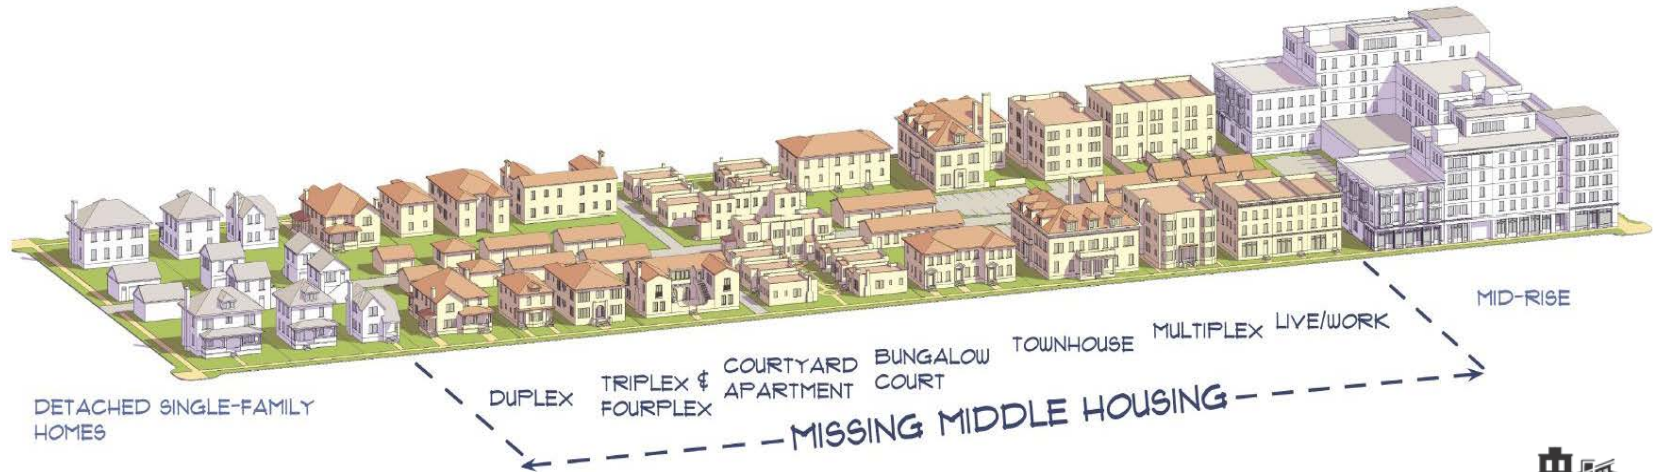 DETACHED SINGLE-FAMILY
HOMES
DUPLEX
TRIPLEX &
FOURPLEX
COURTYARD
APARTMENT
BUNGALOW
COURT
TOWNHOUSE
MULTIPLEX
LIVE/WORK
MID-RISE
MISSING MIDDLE HOUSING